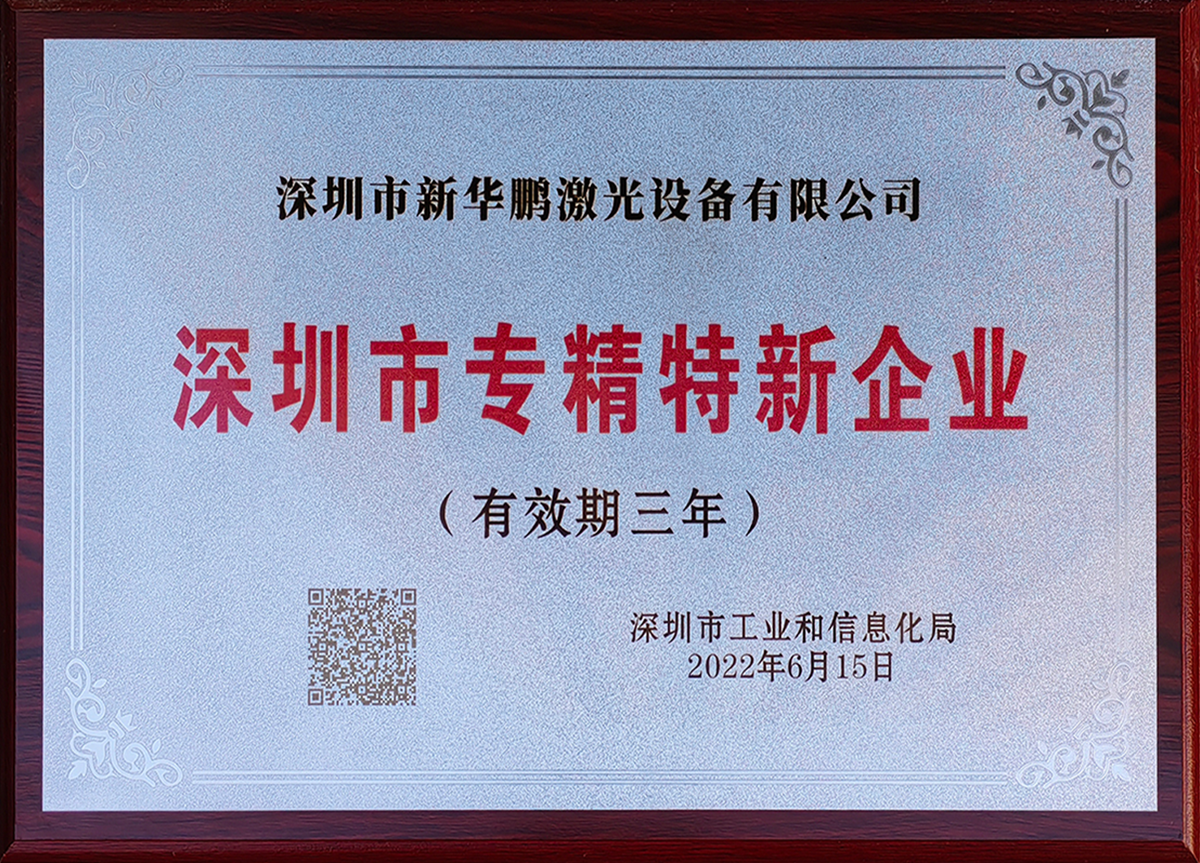 深圳市新华鹏激光设备有限公司
深圳市专精特新企业
（有效期三年）
深圳市工业和信息化局
2022年6月15日